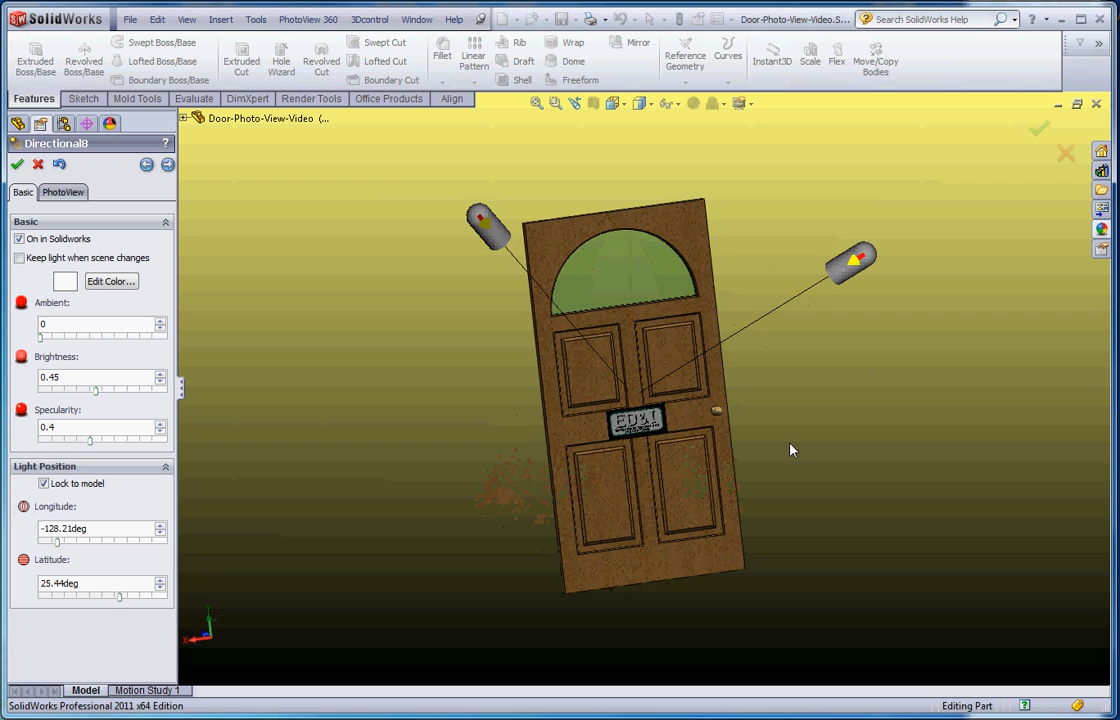 SolidWorks File Edit View Insert Tools PhotoView 360 3Dcontrol Window Help Door-Photo-View-Video.S... Search SolidWorks Help
Extruded Boss/Base Revolved Boss/Base Swept Boss/Base Lofted Boss/Base Boundary Boss/Base Extruded Cut Hole Wizard Revolved Cut Swept Cut Lofted Cut Boundary Cut Fillet Linear Pattern Rib Draft Shell Wrap Dome Freeform Mirror Reference Geometry Curves Instant3D Scale Flex Move/Copy Bodies
Features Sketch Mold Tools Evaluate DimXpert Render Tools Office Products Align
Door-Photo-View-Video (...
Directional8 ?
Basic PhotoView
Basic
On in Solidworks
Keep light when scene changes
Edit Color...
Ambient:
0
Brightness:
0.45
Specularity:
0.4
Light Position
Lock to model
Longitude:
-128.21deg
Latitude:
25.44deg
Y
X
Model Motion Study 1
SolidWorks Professional 2011 x64 Edition Editing Part